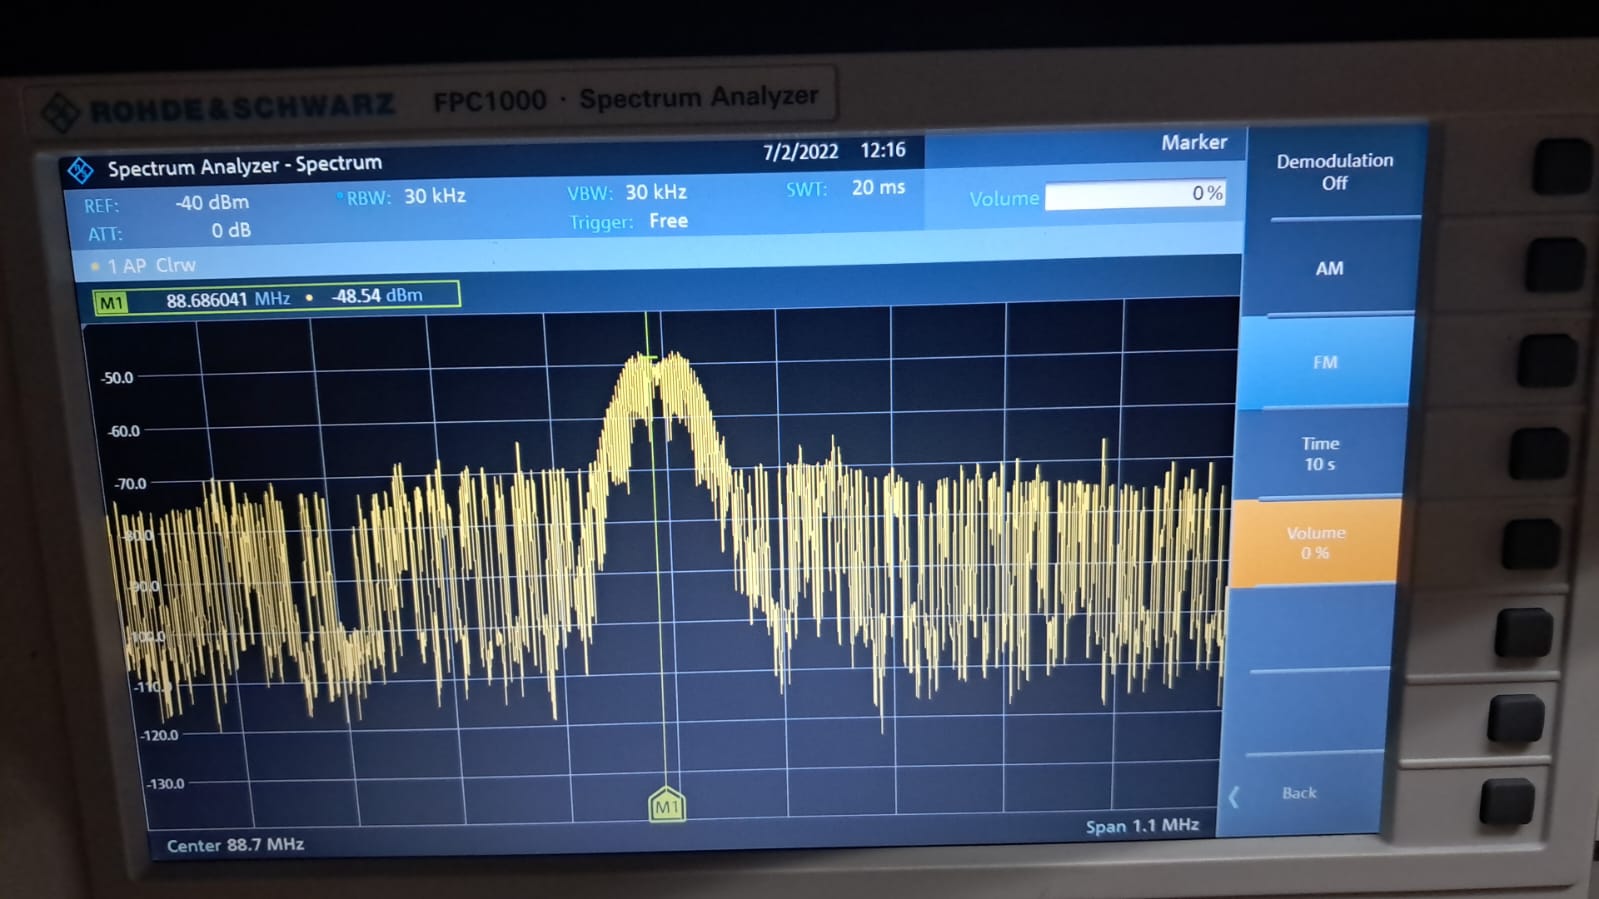 ROHDE&SCHWARZ FPC1000 · Spectrum Analyzer
Spectrum Analyzer - Spectrum 7/2/2022 12:16 Marker
REF: -40 dBm RBW: 30 kHz VBW: 30 kHz SWT: 20 ms Volume 0%
ATT: 0 dB Trigger: Free
1 AP Clrw
M1 88.686041 MHz • -48.54 dBm
-50.0
-60.0
-70.0
-80.0
-90.0
-100.0
-110.0
-120.0
-130.0
M1
Center 88.7 MHz Span 1.1 MHz
Demodulation
Off
AM
FM
Time
10 s
Volume
0 %
Back